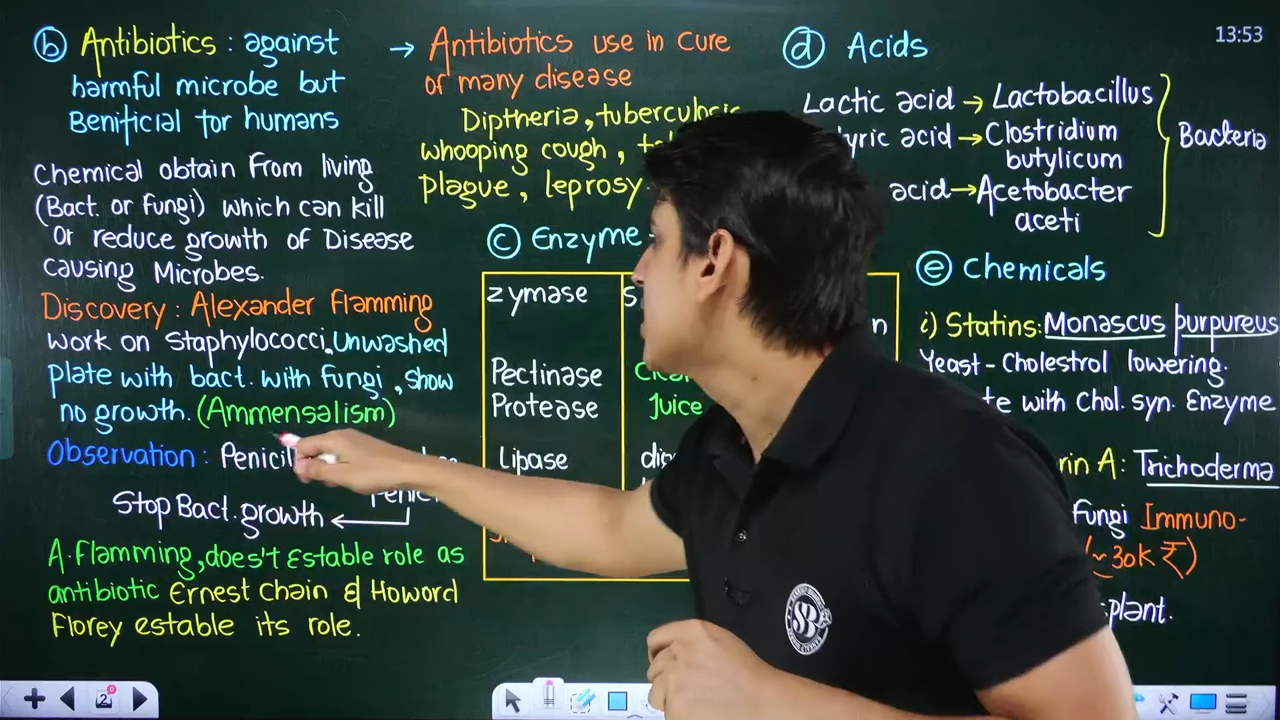 (b) Antibiotics : against
harmful microbe but
Benificial for humans
Chemical obtain from living
(Bact. or fungi) which can kill
or reduce growth of Disease
causing Microbes.
Discovery : Alexander Flamming
work on Staphylococci. Unwashed
plate with bact. with fungi, show
no growth. (Ammensalism)
Observation :
Stop Bact. growth
A. Flamming, does't Estable role as
antibiotic Ernest Chain & Howord
Florey estable its role.
→ Antibiotics use in cure
of many disease
Diptheria, tuberculosis
whooping cough,
plague, leprosy
(c) Enzyme -
zymase
Pectinase
Protease Juice
Lipase
(d) Acids
Lactic acid → Lactobacillus
acid → Clostridium
butylicum
acid → Acetobacter
aceti
Bacteria
(e) Chemicals
i) Statins: Monascus purpureus
Yeast - Cholestrol lowering.
with Chol. syn. Enzyme
A: Trichoderma
fungi Immuno-
(~30K ₹)
13:53
2
SB